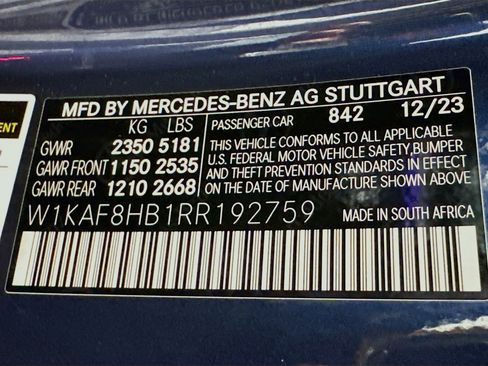 MFD BY MERCEDES-BENZ AG STUTTGART
KG LBS PASSENGER CAR 842 12/23
GVWR 2350 5181
GAWR FRONT 1150 2535
GAWR REAR 1210 2668
THIS VEHICLE CONFORMS TO ALL APPLICABLE
U.S. FEDERAL MOTOR VEHICLE SAFETY, BUMPER
AND THEFT PREVENTION STANDARDS IN EFFECT
ON THE DATE OF MANUFACTURE SHOWN ABOVE.
W1KAF8HB1RR192759 MADE IN SOUTH AFRICA